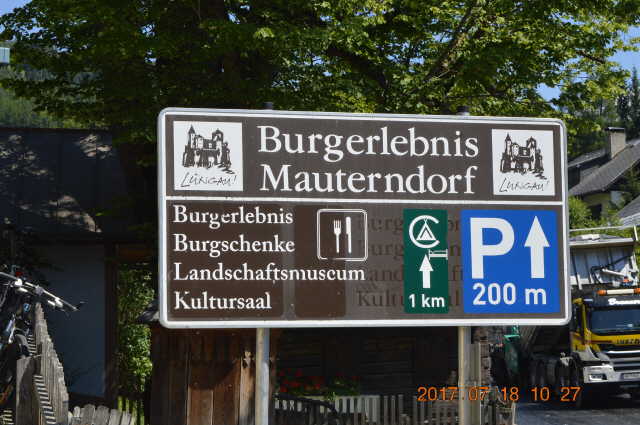 Burgerlebnis
Mauterndorf
LUNGAU!
LUNGAU!
Burgerlebnis
Burgschenke
Landschaftsmuseum
Kultursaal
1 km
P
200 m
2017 07 18 10 27